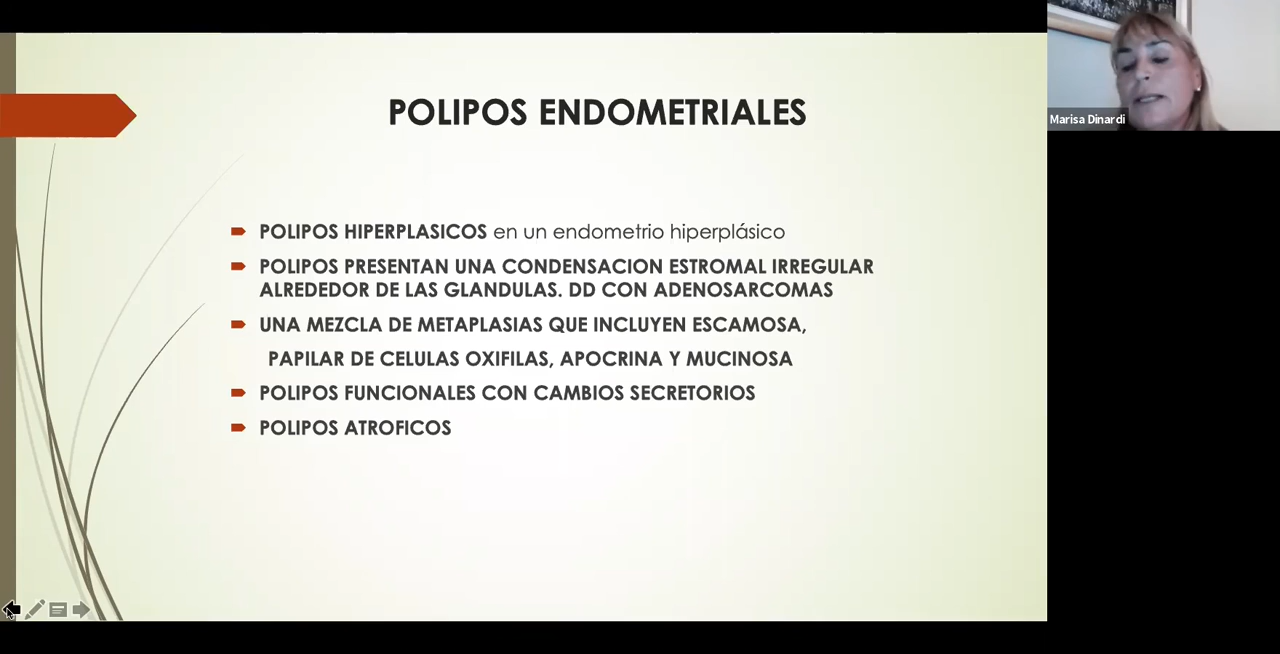 POLIPOS ENDOMETRIALES
POLIPOS HIPERPLASICOS en un endometrio hiperplásico
POLIPOS PRESENTAN UNA CONDENSACION ESTROMAL IRREGULAR
ALREDEDOR DE LAS GLANDULAS. DD CON ADENOSARCOMAS
UNA MEZCLA DE METAPLASIAS QUE INCLUYEN ESCAMOSA,
PAPILAR DE CELULAS OXIFILAS, APOCRINA Y MUCINOSA
POLIPOS FUNCIONALES CON CAMBIOS SECRETORIOS
POLIPOS ATROFICOS
Marisa Dinardi